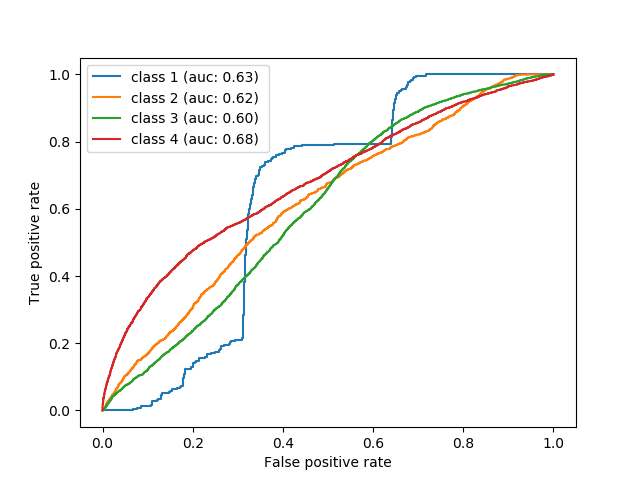 class 1 (auc: 0.63)
class 2 (auc: 0.62)
class 3 (auc: 0.60)
class 4 (auc: 0.68)
True positive rate
1.0
0.8
0.6
0.4
0.2
0.0
0.0 0.2 0.4 0.6 0.8 1.0
False positive rate